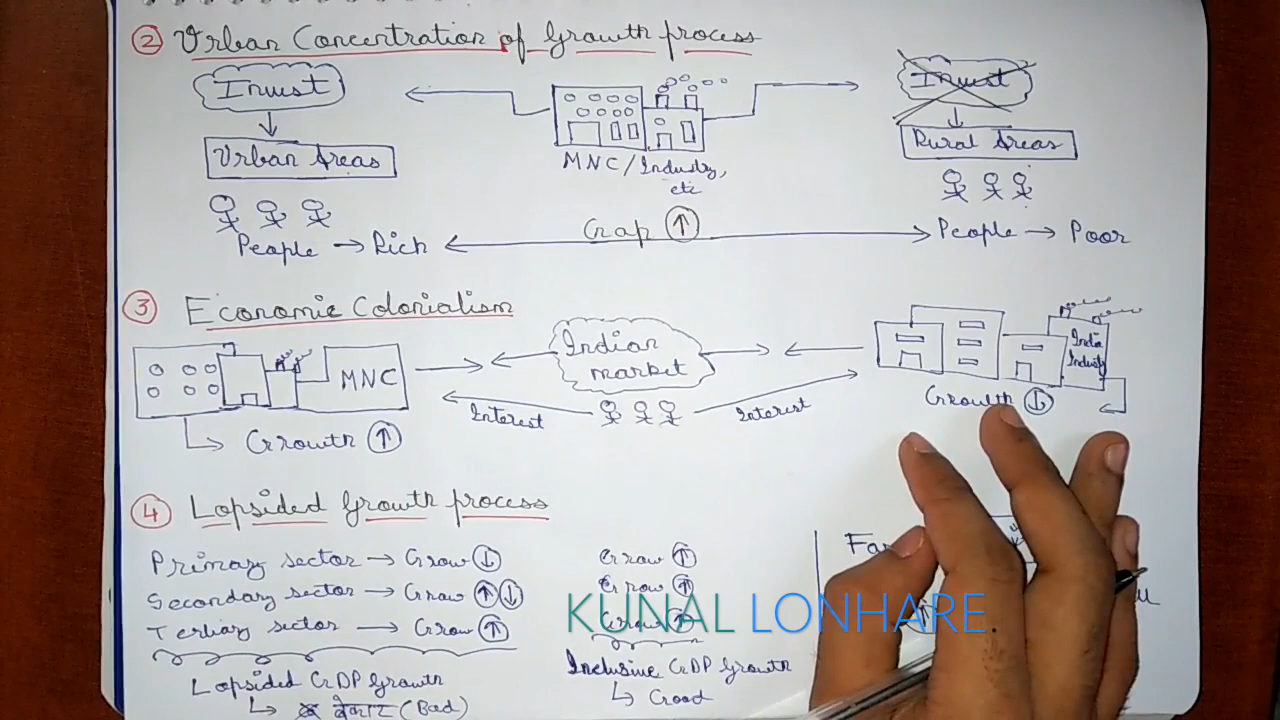 ② Urban Concentration of Growth process
Invest
Invest
Urban Areas
MNC/Industry,
etc
Rural Areas
People → Rich
Gap ↑
People → Poor
③ Economic Colonialism
MNC
Indian
market
India
Industry
Interest
Interest
Growth ↑
Growth ↓
④ Lopsided Growth process
Primary sector → Grow ↓
Grow ↑
Secondary sector → Grow ↑ ↓
Grow ↑
Tertiary sector → Grow ↑
Grow ↑
Lopsided GDP Growth
↳ बेकार (Bad)
Inclusive GDP Growth
↳ Good
KUNAL LONHARE